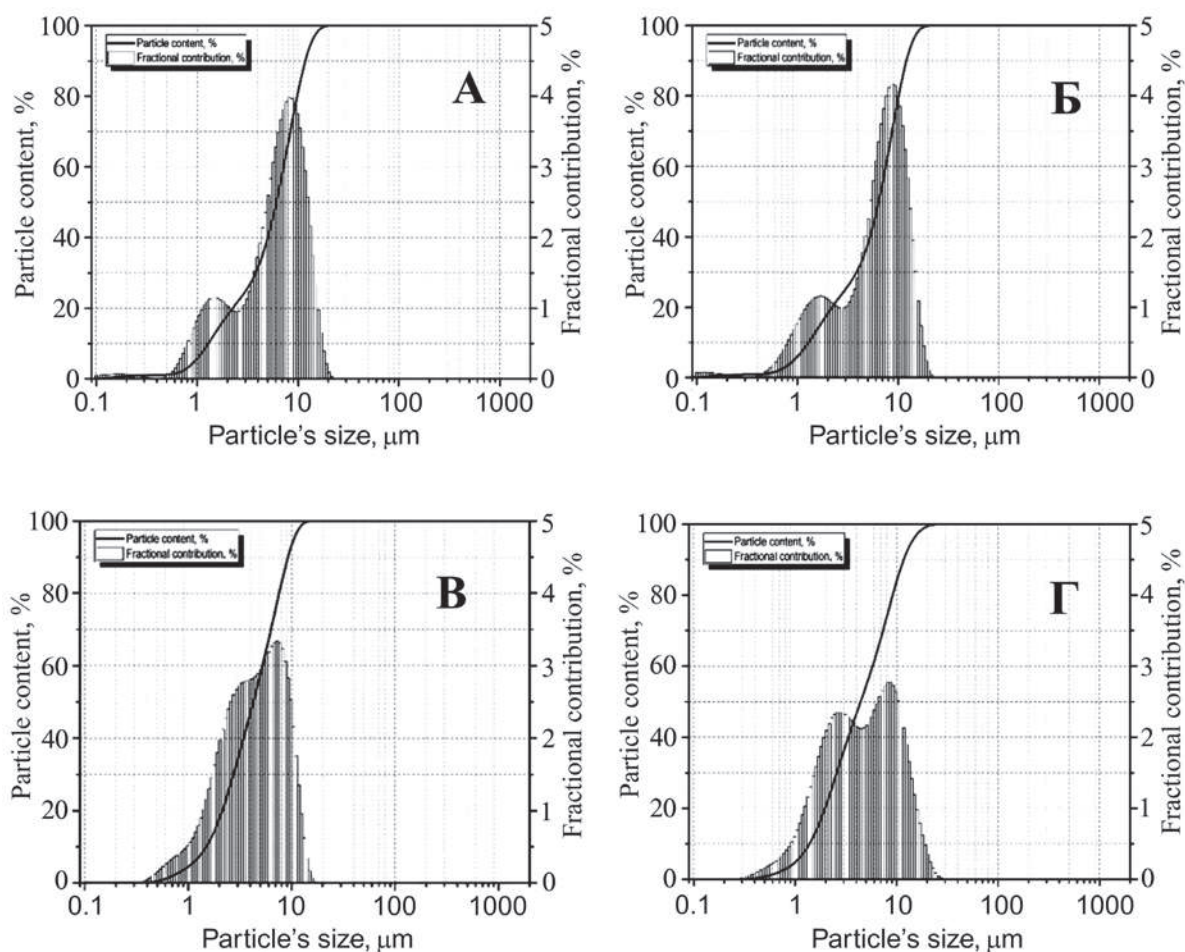 100
80
60
40
20
0
Particle content, %
Particle content, %
Fractional contribution, %
А
5
4
3
2
1
0
Fractional contribution, %
0.1 1 10 100 1000
Particle's size, μm
100
80
60
40
20
0
Particle content, %
Particle content, %
Fractional contribution, %
Б
5
4
3
2
1
0
Fractional contribution, %
0.1 1 10 100 1000
Particle's size, μm
100
80
60
40
20
0
Particle content, %
Particle content, %
Fractional contribution, %
В
5
4
3
2
1
0
Fractional contribution, %
0.1 1 10 100 1000
Particle's size, μm
100
80
60
40
20
0
Particle content, %
Particle content, %
Fractional contribution, %
Г
5
4
3
2
1
0
Fractional contribution, %
0.1 1 10 100 1000
Particle's size, μm